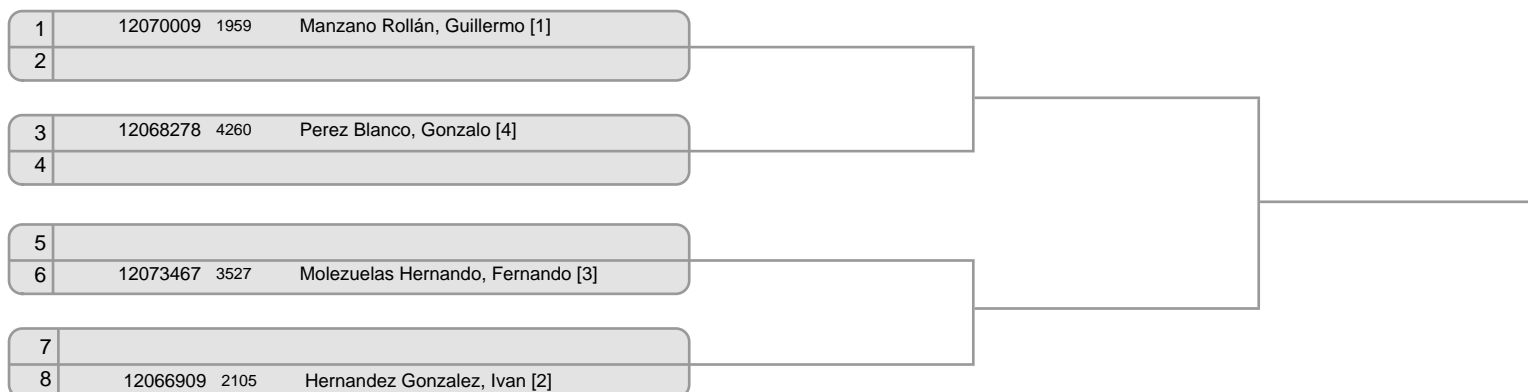 1 12070009 1959 Manzano Rollán, Guillermo [1]
2
3 12068278 4260 Perez Blanco, Gonzalo [4]
4
5
6 12073467 3527 Molezuelas Hernando, Fernando [3]
7
8 12066909 2105 Hernandez Gonzalez, Ivan [2]